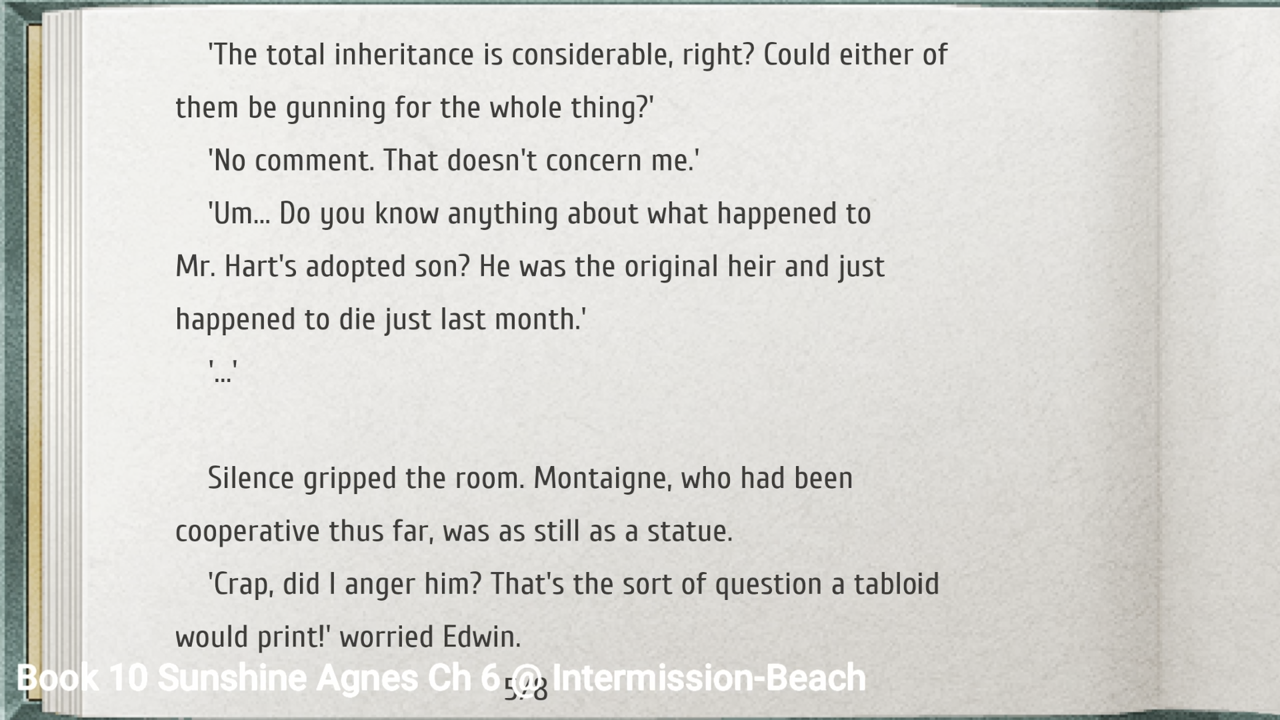 'The total inheritance is considerable, right? Could either of
them be gunning for the whole thing?'
'No comment. That doesn't concern me.'
'Um... Do you know anything about what happened to
Mr. Hart's adopted son? He was the original heir and just
happened to die just last month.'
'...'
Silence gripped the room. Montaigne, who had been
cooperative thus far, was as still as a statue.
'Crap, did I anger him? That's the sort of question a tabloid
would print!' worried Edwin.
Book 10 Sunshine Agnes Ch 6 @ Intermission-Beach
5/8